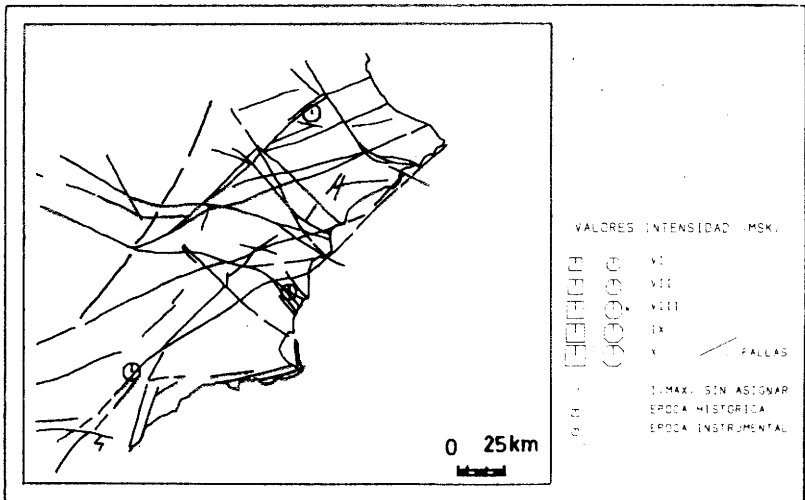 VALORES INTENSIDAD (MSK)
VI
VII
VIII
IX
X
FALLAS
I.MAX. SIN ASIGNAR
EPOCA HISTORICA
EPOCA INSTRUMENTAL
0 25km